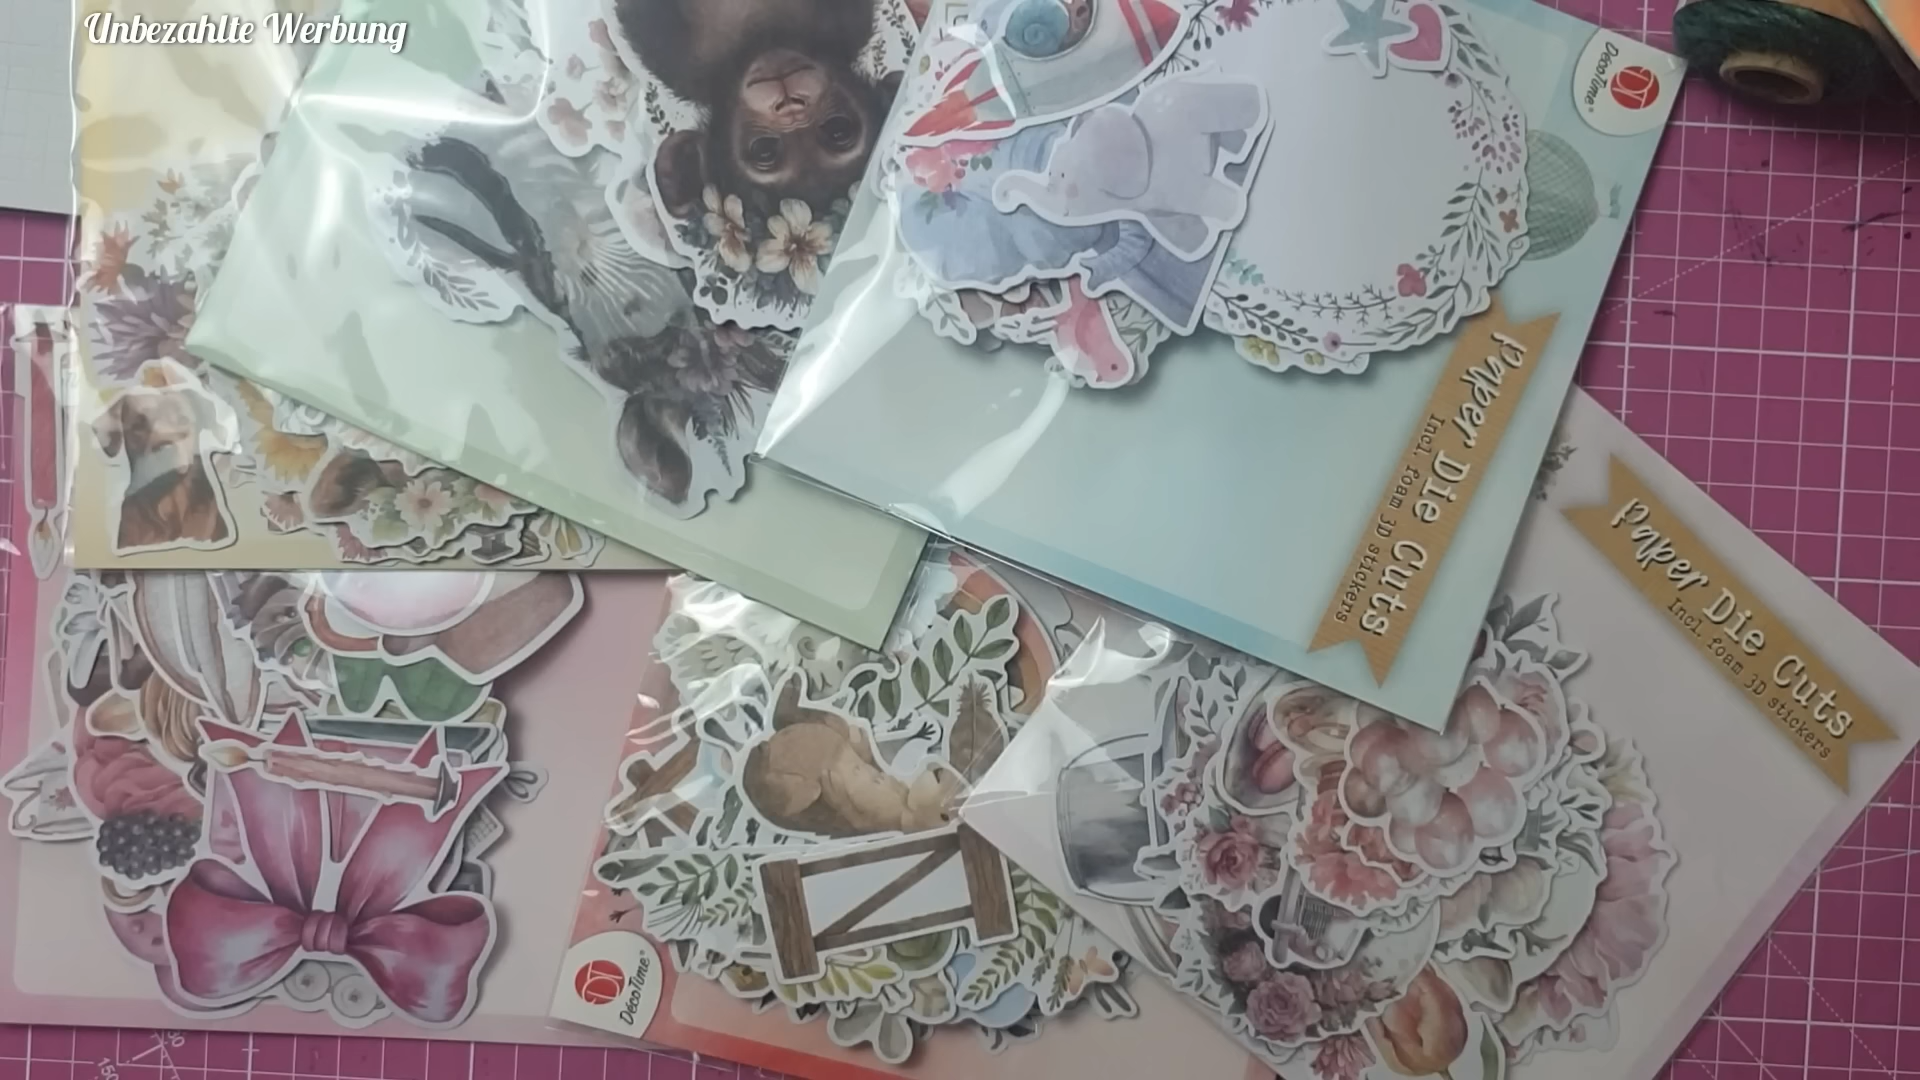 Unbezahlte Werbung
DécoTime
Paper Die Cuts
Incl. foam 3D stickers
Paper Die Cuts
Incl. foam 3D stickers
DécoTime